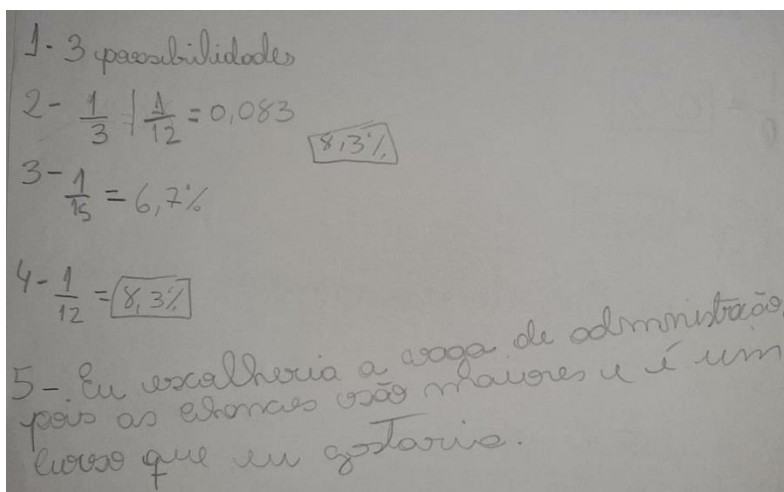 1- 3 possibilidades
2- 1/3 | 1/12 = 0,083
8,3%
3- 1/15 = 6,7%
4- 1/12 = 8,3%
5- Eu escolheria a vaga de administração,
pois as chances são maiores e é um
curso que eu gostaria.